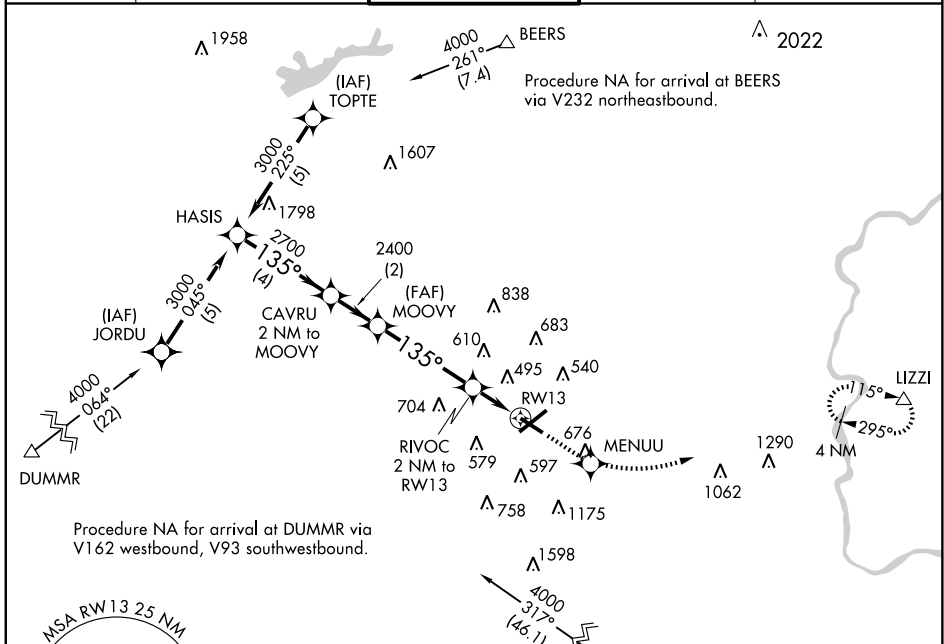 1958
4000
261°
(7.4)
BEERS
2022
(IAF)
TOPTE
Procedure NA for arrival at BEERS
via V232 northeastbound.
3000
225°
(5)
1607
HASIS
1798
2700
135°
(4)
2400
(2)
(FAF)
MOOVY
838
(IAF)
JORDU
3000
045°
(5)
CAVRU
2 NM to
MOOVY
135°
610
683
495
540
4000
064°
(22)
704
RW13
LIZZI
115°
295°
4 NM
DUMMR
RIVOC
2 NM to
RW13
579
676
MENUU
597
1290
1062
758
1175
Procedure NA for arrival at DUMMR via
V162 westbound, V93 southwestbound.
1598
4000
317°
(46.1)
MSA RW13 25 NM